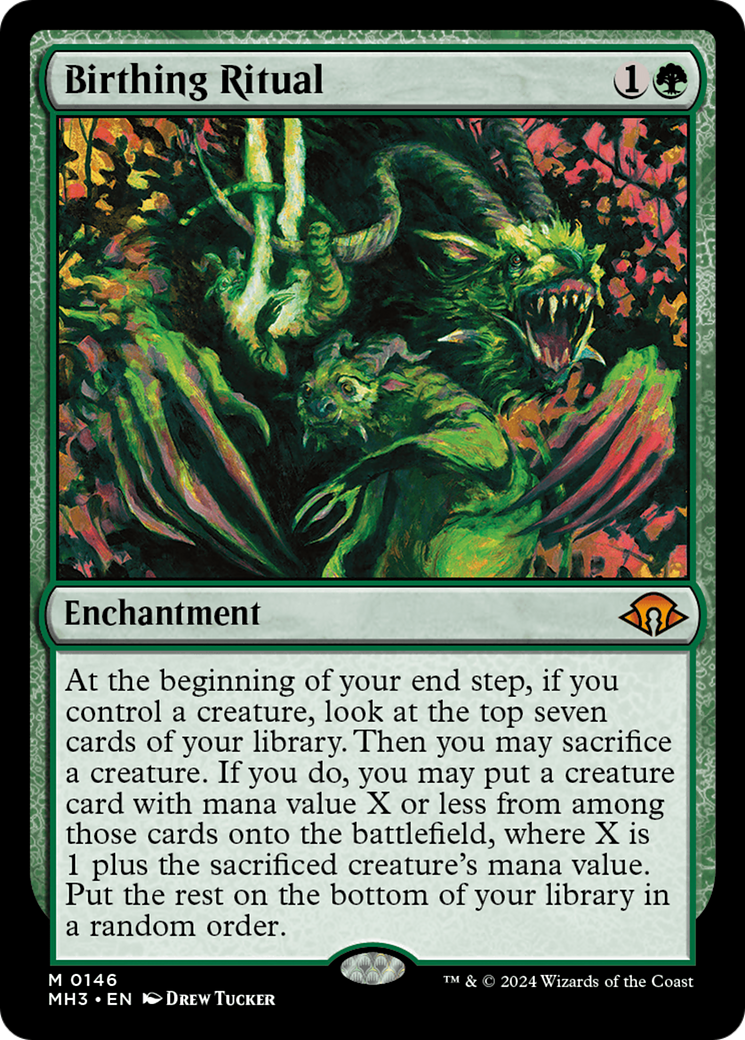 Birthing Ritual 1
Enchantment
At the beginning of your end step, if you
control a creature, look at the top seven
cards of your library. Then you may sacrifice
a creature. If you do, you may put a creature
card with mana value X or less from among
those cards onto the battlefield, where X is
1 plus the sacrificed creature's mana value.
Put the rest on the bottom of your library in
a random order.
M 0146
MH3 • EN Drew Tucker
™ & © 2024 Wizards of the Coast